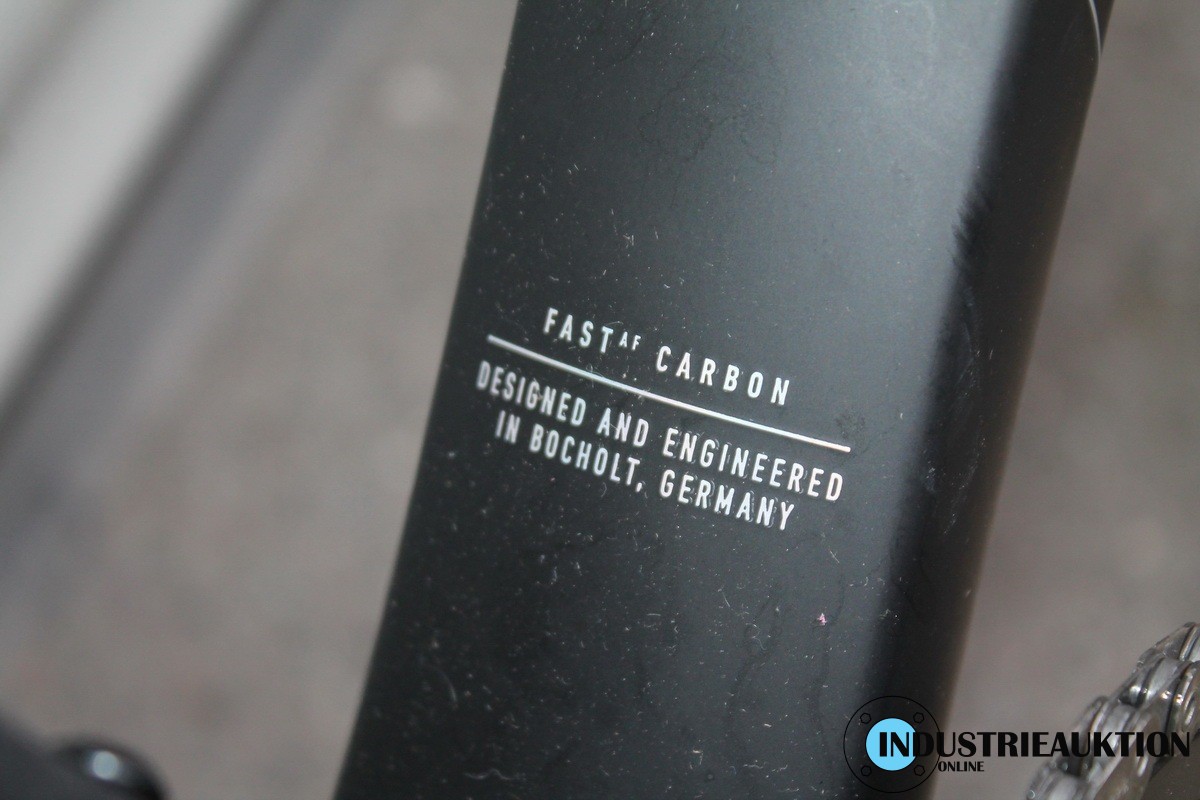 FAST AF CARBON
DESIGNED AND ENGINEERED
IN BOCHOLT, GERMANY
INDUSTRIEAUKTION
ONLINE